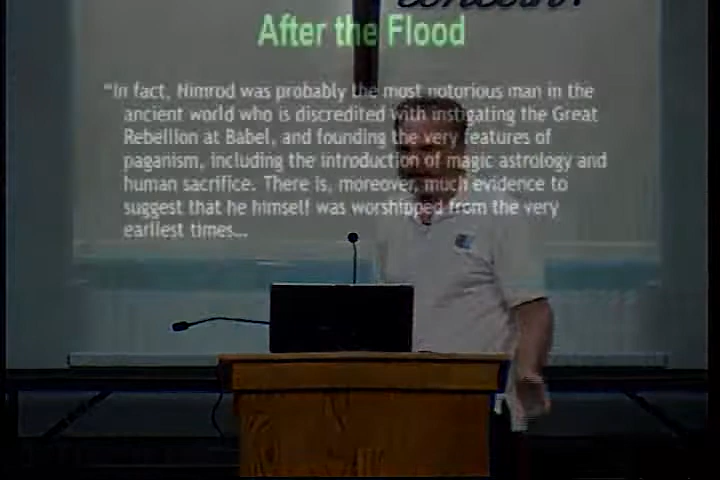 concern?
After the Flood
"In fact, Nimrod was probably the most notorious man in the
ancient world who is discredited with instigating the Great
Rebellion at Babel, and founding the very features of
paganism, including the introduction of magic astrology and
human sacrifice. There is, moreover, much evidence to
suggest that he himself was worshipped from the very
earliest times...